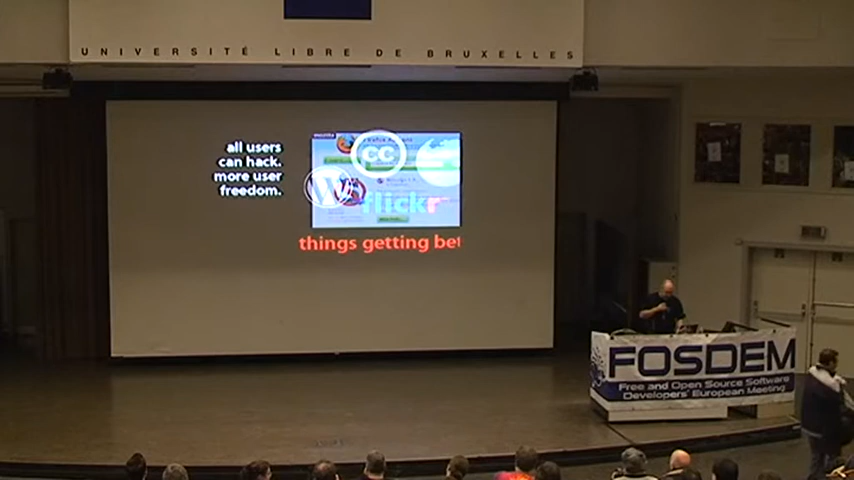 UNIVERSITÉ LIBRE DE BRUXELLES
all users
can hack.
more user
freedom.
cc
W
flickr
things getting bet
FOSDEM
Free and Open Source Software
Developers' European Meeting